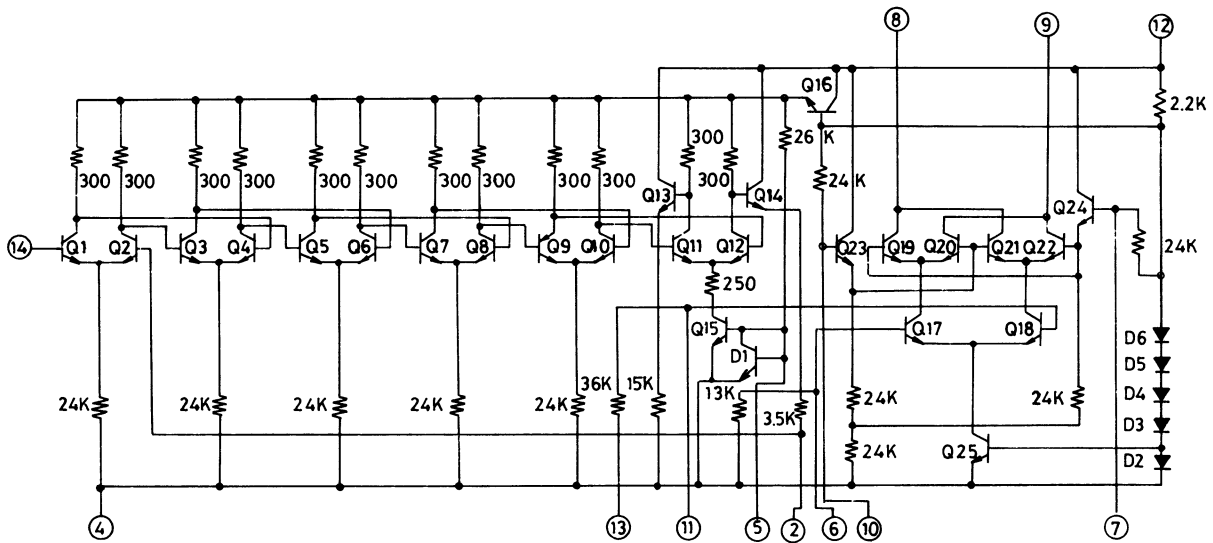 8 9 12
Q16
2.2K
26 K
300 300 300 300 300 300 300 300 300 300 300 300
24K
Q13 Q14
Q24
14 Q1 Q2 Q3 Q4 Q5 Q6 Q7 Q8 Q9 Q10 Q11 Q12 Q23 Q19 Q20 Q21 Q22 24K
250
Q15 Q17 Q18
D1
D6
D5
24K 24K 24K 24K 24K 36K 15K 13K 24K 24K D4
3.5K
D3
24K Q25
D2
4 13 11 5 2 6 10 7